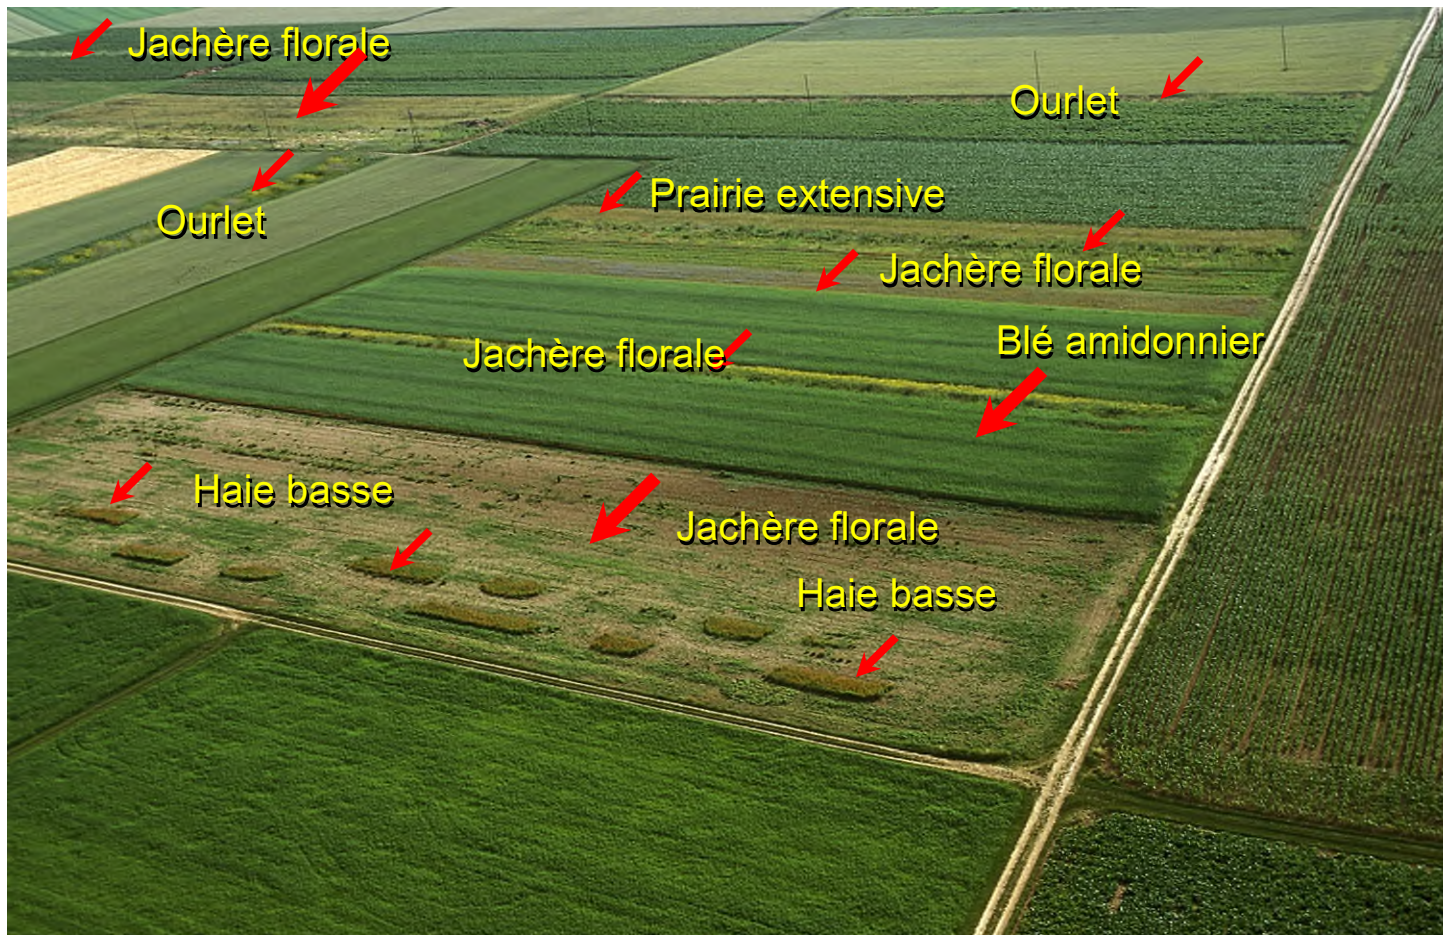 Jachère florale
Ourlet
Prairie extensive
Ourlet
Jachère florale
Blé amidonnier
Jachère florale
Haie basse
Jachère florale
Haie basse